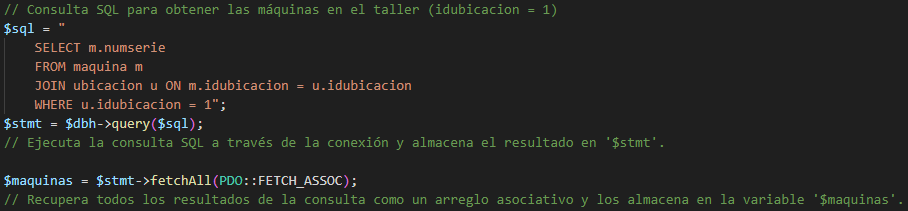 // Consulta SQL para obtener las máquinas en el taller (idubicacion = 1)
$sql = "
    SELECT m.numserie
    FROM maquina m
    JOIN ubicacion u ON m.idubicacion = u.idubicacion
    WHERE u.idubicacion = 1";
$stmt = $dbh->query($sql);
// Ejecuta la consulta SQL a través de la conexión y almacena el resultado en '$stmt'.

$maquinas = $stmt->fetchAll(PDO::FETCH_ASSOC);
// Recupera todos los resultados de la consulta como un arreglo asociativo y los almacena en la variable '$maquinas'.